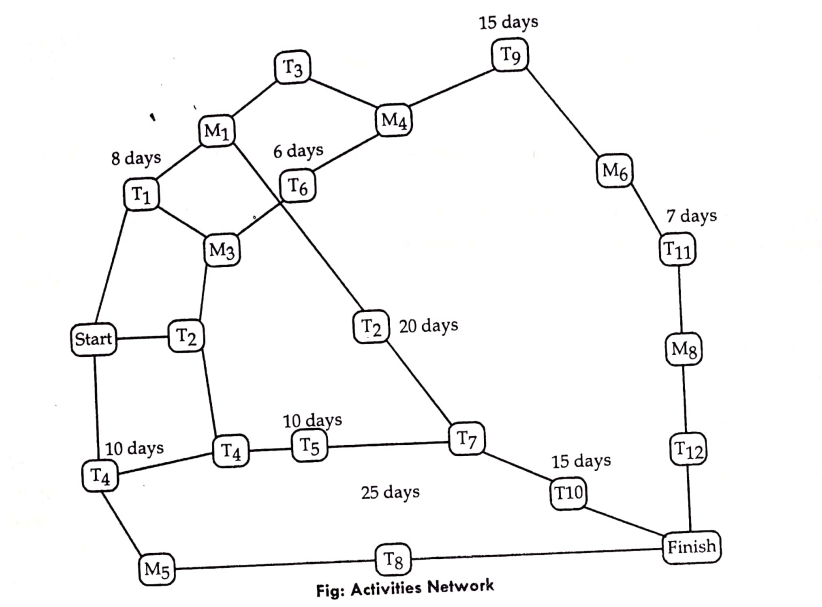 15 days
T3
T9
M1
M4
8 days
6 days
T1
T6
M6
7 days
M3
T11
Start
T2
T2
20 days
M8
10 days
10 days
T4
T4
T5
T7
T12
15 days
25 days
T10
Finish
M5
T8
Fig: Activities Network